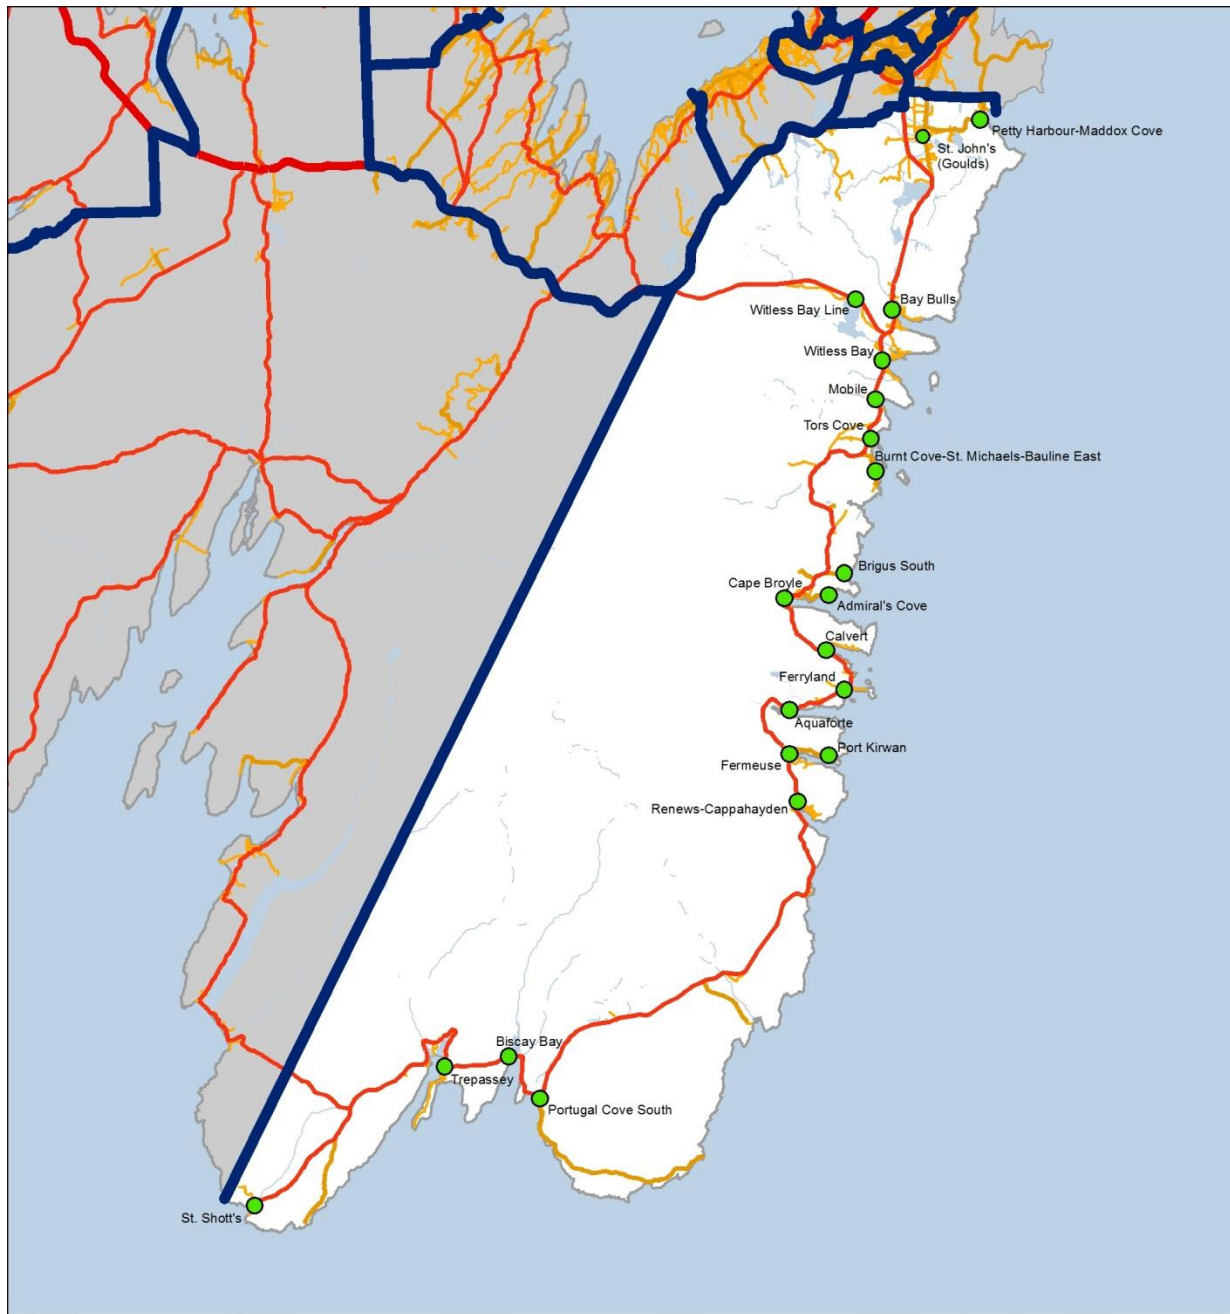 Petty Harbour-Maddox Cove
St. John's
(Goulds)
Witless Bay Line
Bay Bulls
Witless Bay
Mobile
Tors Cove
Burnt Cove-St. Michaels-Bauline East
Brigus South
Cape Broyle
Admiral's Cove
Calvert
Ferryland
Aquaforte
Port Kirwan
Fermeuse
Renews-Cappahayden
Biscay Bay
Trepassey
Portugal Cove South
St. Shott's